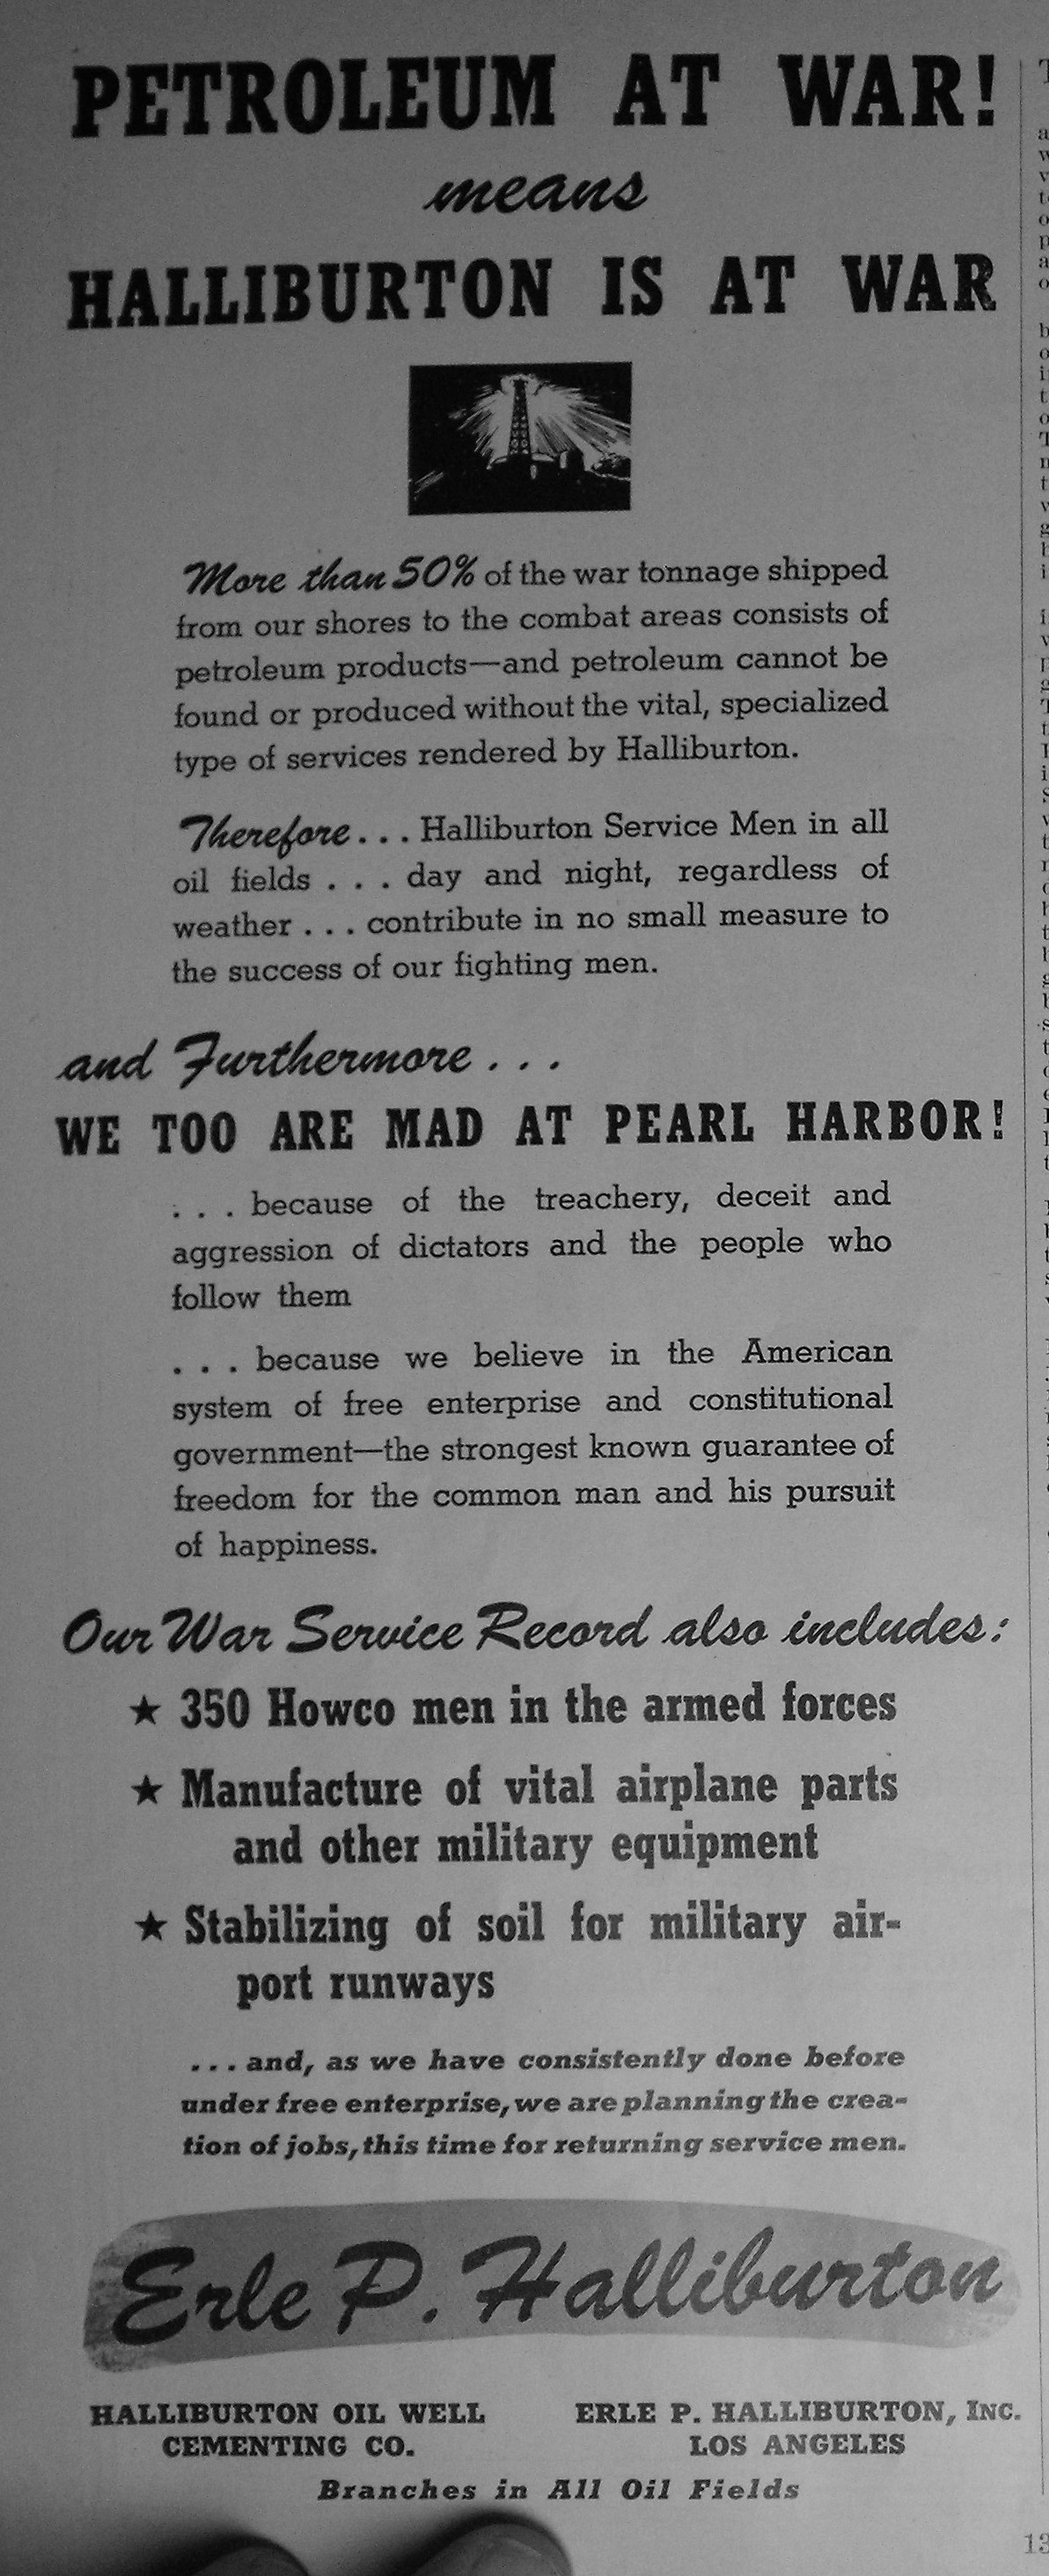 PETROLEUM AT WAR!
means
HALLIBURTON IS AT WAR
More than 50% of the war tonnage shipped
from our shores to the combat areas consists of
petroleum products—and petroleum cannot be
found or produced without the vital, specialized
type of services rendered by Halliburton.
Therefore . . . Halliburton Service Men in all
oil fields . . . day and night, regardless of
weather . . . contribute in no small measure to
the success of our fighting men.
and Furthermore . . .
WE TOO ARE MAD AT PEARL HARBOR!
. . . because of the treachery, deceit and
aggression of dictators and the people who
follow them
. . . because we believe in the American
system of free enterprise and constitutional
government—the strongest known guarantee of
freedom for the common man and his pursuit
of happiness.
Our War Service Record also includes:
★ 350 Howco men in the armed forces
★ Manufacture of vital airplane parts
and other military equipment
★ Stabilizing of soil for military air-
port runways
. . . and, as we have consistently done before
under free enterprise, we are planning the crea-
tion of jobs, this time for returning service men.
Erle P. Halliburton
HALLIBURTON OIL WELL
CEMENTING CO.
ERLE P. HALLIBURTON, INC.
LOS ANGELES
Branches in All Oil Fields